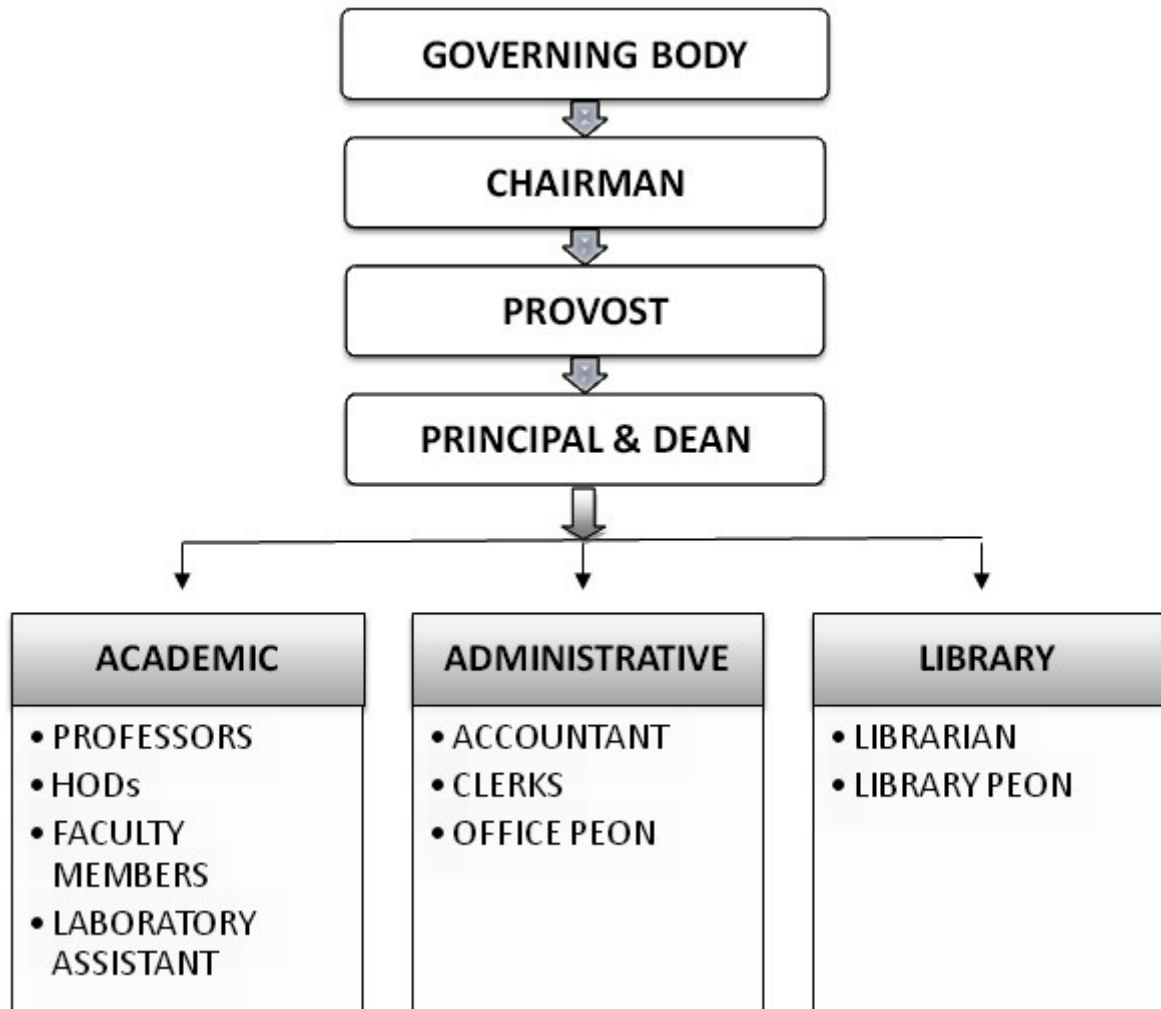 GOVERNING BODY
CHAIRMAN
PROVOST
PRINCIPAL & DEAN
ACADEMIC
• PROFESSORS
• HODs
• FACULTY
MEMBERS
• LABORATORY
ASSISTANT
ADMINISTRATIVE
• ACCOUNTANT
• CLERKS
• OFFICE PEON
LIBRARY
• LIBRARIAN
• LIBRARY PEON